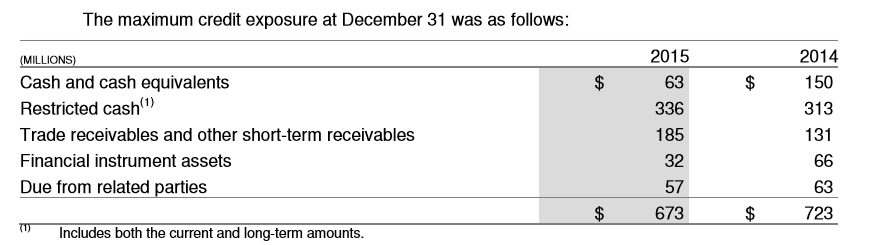 The maximum credit exposure at December 31 was as follows:
(MILLIONS) 2015 2014
Cash and cash equivalents $ 63 $ 150
Restricted cash(1) 336 313
Trade receivables and other short-term receivables 185 131
Financial instrument assets 32 66
Due from related parties 57 63
$ 673 $ 723
(1) Includes both the current and long-term amounts.